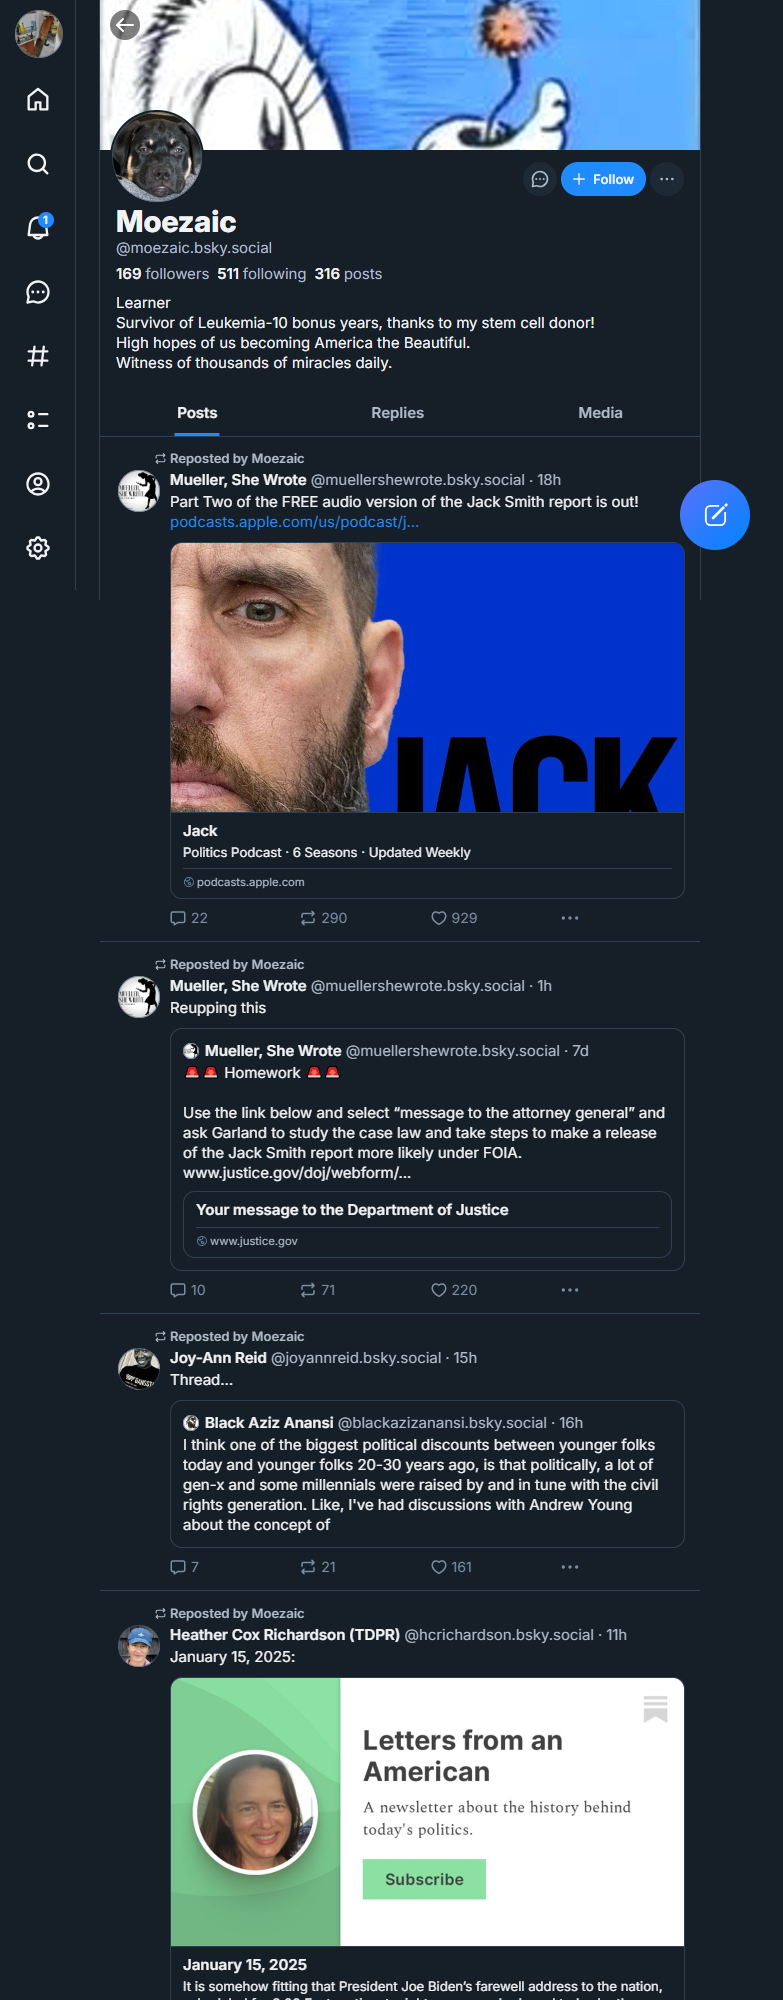 1
Follow
Moezaic
@moezaic.bsky.social
169 followers 511 following 316 posts
Learner
Survivor of Leukemia-10 bonus years, thanks to my stem cell donor!
High hopes of us becoming America the Beautiful.
Witness of thousands of miracles daily.
Posts Replies Media
Reposted by Moezaic
Mueller, She Wrote @muellershewrote.bsky.social · 18h
Part Two of the FREE audio version of the Jack Smith report is out!
podcasts.apple.com/us/podcast/j...
JACK
Jack
Politics Podcast · 6 Seasons · Updated Weekly
podcasts.apple.com
22 290 929
Reposted by Moezaic
Mueller, She Wrote @muellershewrote.bsky.social · 1h
Reupping this
Mueller, She Wrote @muellershewrote.bsky.social · 7d
🚨🚨 Homework 🚨🚨
Use the link below and select “message to the attorney general” and
ask Garland to study the case law and take steps to make a release
of the Jack Smith report more likely under FOIA.
www.justice.gov/doj/webform/...
Your message to the Department of Justice
www.justice.gov
10 71 220
Reposted by Moezaic
Joy-Ann Reid @joyannreid.bsky.social · 15h
Thread...
Black Aziz Anansi @blackazizanansi.bsky.social · 16h
I think one of the biggest political discounts between younger folks
today and younger folks 20-30 years ago, is that politically, a lot of
gen-x and some millennials were raised by and in tune with the civil
rights generation. Like, I've had discussions with Andrew Young
about the concept of
7 21 161
Reposted by Moezaic
Heather Cox Richardson (TDPR) @hcrichardson.bsky.social · 11h
January 15, 2025:
Letters from an
American
A newsletter about the history behind
today's politics.
Subscribe
January 15, 2025
It is somehow fitting that President Joe Biden’s farewell address to the nation,